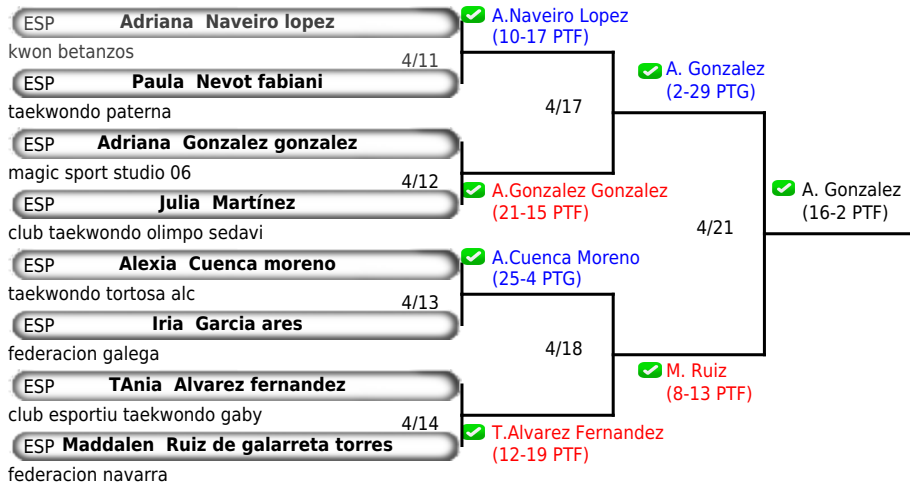 ESP Adriana Naveiro lopez
kwon betanzos
4/11
ESP Paula Nevot fabiani
taekwondo paterna
ESP Adriana Gonzalez gonzalez
magic sport studio 06
4/12
ESP Julia Martínez
club taekwondo olimpo sedavi
ESP Alexia Cuenca moreno
taekwondo tortosa alc
4/13
ESP Iria Garcia ares
federacion galega
ESP TAnia Alvarez fernandez
club esportiu taekwondo gaby
4/14
ESP Maddalen Ruiz de galarreta torres
federacion navarra
A.Naveiro Lopez
(10-17 PTF)
4/17
A.Gonzalez Gonzalez
(21-15 PTF)
A.Cuenca Moreno
(25-4 PTG)
4/18
T.Alvarez Fernandez
(12-19 PTF)
A. Gonzalez
(2-29 PTG)
4/21
M. Ruiz
(8-13 PTF)
A. Gonzalez
(16-2 PTF)